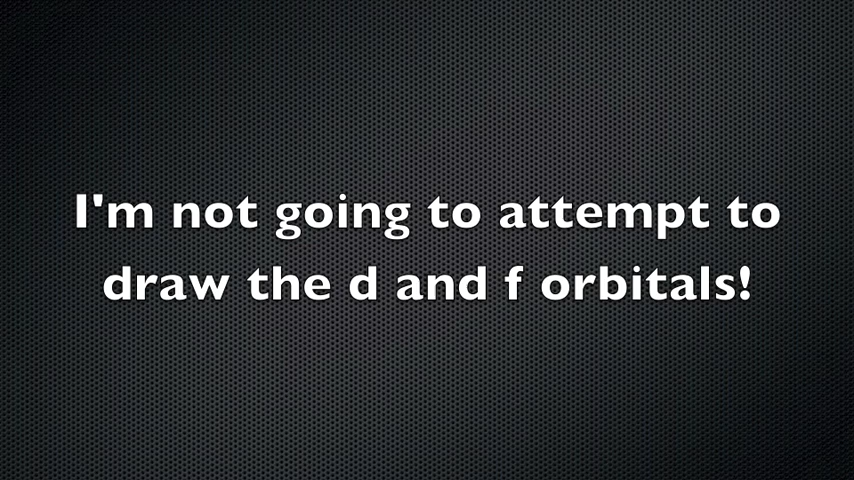 I'm not going to attempt to
draw the d and f orbitals!